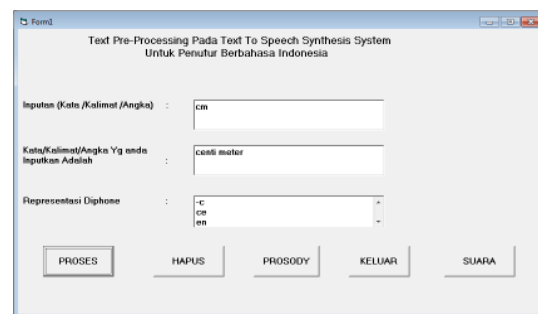 Form1
Text Pre-Processing Pada Text To Speech Synthesis System
Untuk Penutur Berbahasa Indonesia
Inputan (Kata /Kalimat /Angka) : cm
Kata/Kalimat/Angka Yg anda
Inputkan Adalah : centi meter
Representasi Diphone : -c
ce
en
PROSES HAPUS PROSODY KELUAR SUARA